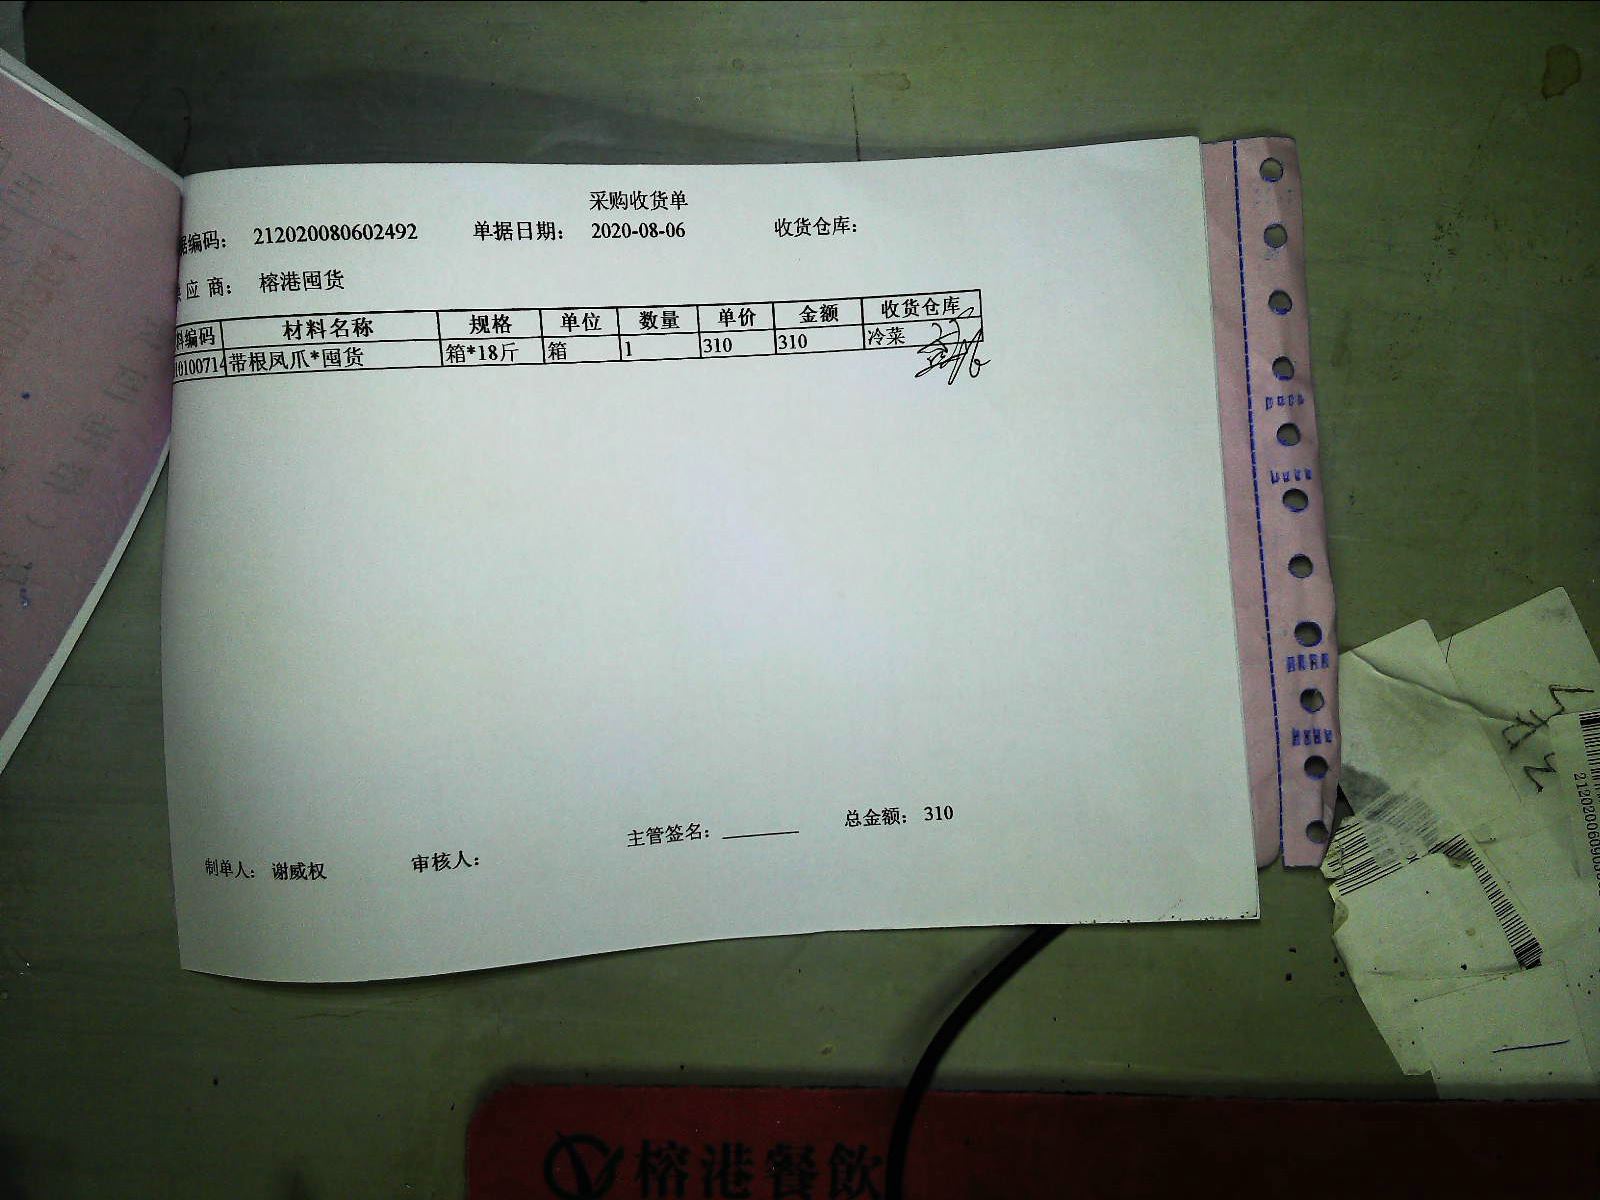 采购收货单
据编码： 212020080602492 单据日期： 2020-08-06 收货仓库：
应 商： 榕港囤货
料编码 材料名称 规格 单位 数量 单价 金额 收货仓库
10100714 带根凤爪*囤货 箱*18斤 箱 1 310 310 冷菜
主管签名： 总金额： 310
制单人： 谢威权 审核人：
榕港餐飲